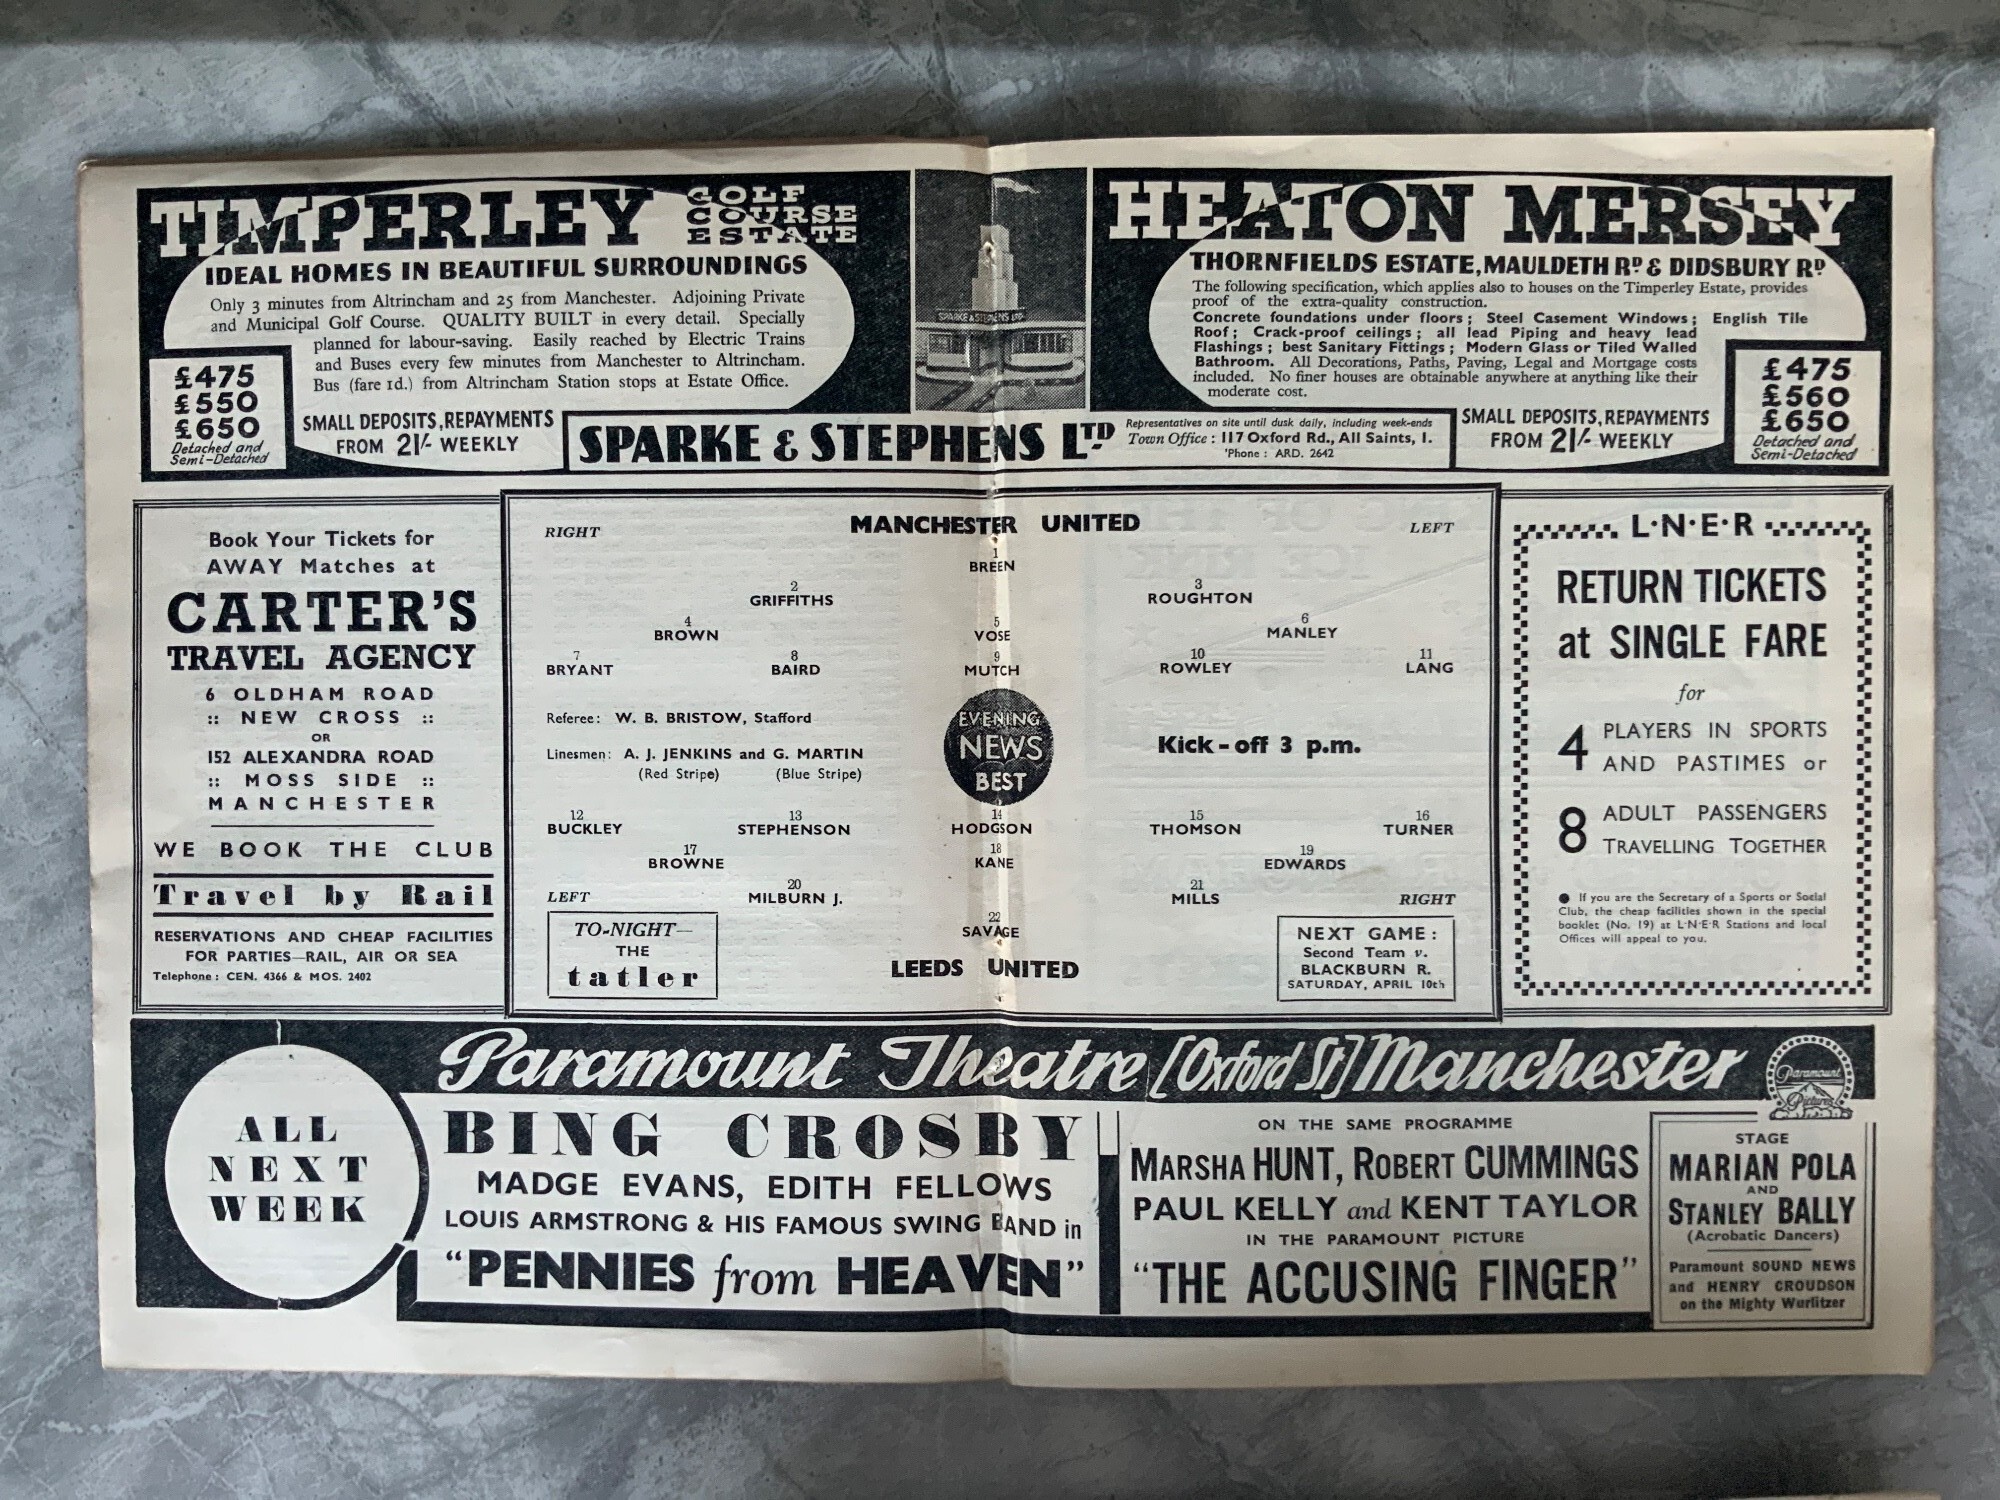 TIMPERLEY GOLF COURSE ESTATE
IDEAL HOMES IN BEAUTIFUL SURROUNDINGS
Only 3 minutes from Altrincham and 25 from Manchester. Adjoining Private
and Municipal Golf Course. QUALITY BUILT in every detail. Specially
planned for labour-saving. Easily reached by Electric Trains
and Buses every few minutes from Manchester to Altrincham.
Bus (fare 1d.) from Altrincham Station stops at Estate Office.
£475
£550
£650
Detached and
Semi-Detached
SMALL DEPOSITS, REPAYMENTS
FROM 21/- WEEKLY
SPARKE & STEPHENS LTD.
HEATON MERSEY
THORNFIELDS ESTATE, MAULDETH RD & DIDSBURY RD
The following specification, which applies also to houses on the Timperley Estate, provides
proof of the extra-quality construction.
Concrete foundations under floors; Steel Casement Windows; English Tile
Roof; Crack-proof ceilings; all lead Piping and heavy lead
Flashings; best Sanitary Fittings; Modern Glass or Tiled Walled
Bathroom. All Decorations, Paths, Paving, Legal and Mortgage costs
included. No finer houses are obtainable anywhere at anything like their
moderate cost.
£475
£560
£650
Detached and
Semi-Detached
SMALL DEPOSITS, REPAYMENTS
FROM 21/- WEEKLY
SPARKE & STEPHENS LTD
Representatives on site until dusk daily, including week-ends
Town Office: 117 Oxford Rd., All Saints, 1.
'Phone: ARD. 2642
Book Your Tickets for
AWAY Matches at
CARTER'S
TRAVEL AGENCY
6 OLDHAM ROAD
:: NEW CROSS ::
OR
152 ALEXANDRA ROAD
:: MOSS SIDE ::
MANCHESTER
WE BOOK THE CLUB
Travel by Rail
RESERVATIONS AND CHEAP FACILITIES
FOR PARTIES—RAIL, AIR OR SEA
Telephone: CEN. 4366 & MOS. 2402
RIGHT MANCHESTER UNITED LEFT
1
BREEN
2 3
GRIFFITHS ROUGHTON
4 5 6
BROWN VOSE MANLEY
7 8 9 10 11
BRYANT BAIRD MUTCH ROWLEY LANG
Referee: W. B. BRISTOW, Stafford
Linesmen: A. J. JENKINS and G. MARTIN
(Red Stripe) (Blue Stripe)
EVENING
NEWS
BEST
Kick-off 3 p.m.
12 13 14 15 16
BUCKLEY STEPHENSON HODGSON THOMSON TURNER
17 18 19
BROWNE KANE EDWARDS
20 21
LEFT MILBURN J. MILLS RIGHT
22
SAVAGE
LEEDS UNITED
TO-NIGHT—
THE
tatler
NEXT GAME:
Second Team v.
BLACKBURN R.
SATURDAY, APRIL 10th
L·N·E·R
RETURN TICKETS
at SINGLE FARE
for
4 PLAYERS IN SPORTS
AND PASTIMES or
8 ADULT PASSENGERS
TRAVELLING TOGETHER
● If you are the Secretary of a Sports or Social
Club, the cheap facilities shown in the special
booklet (No. 19) at L·N·E·R Stations and local
Offices will appeal to you.
Paramount Theatre [Oxford St] Manchester
Paramount
Pictures
ALL
NEXT
WEEK
BING CROSBY
MADGE EVANS, EDITH FELLOWS
LOUIS ARMSTRONG & HIS FAMOUS SWING BAND in
"PENNIES from HEAVEN"
ON THE SAME PROGRAMME
MARSHA HUNT, ROBERT CUMMINGS
PAUL KELLY and KENT TAYLOR
IN THE PARAMOUNT PICTURE
"THE ACCUSING FINGER"
STAGE
MARIAN POLA
AND
STANLEY BALLY
(Acrobatic Dancers)
Paramount SOUND NEWS
and HENRY CROUDSON
on the Mighty Wurlitzer